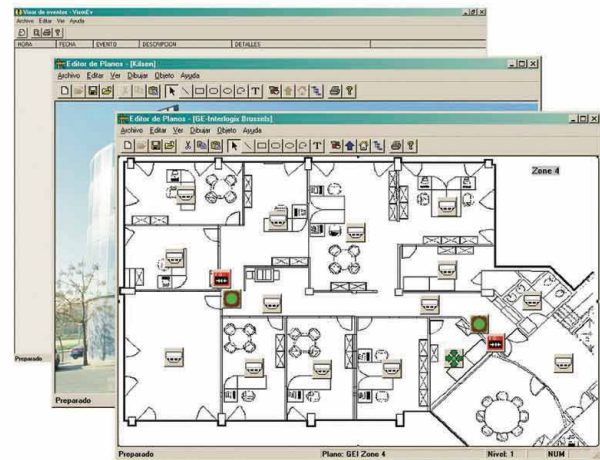 Visor de eventos - VisorEv
Archivo Editar Ver Ayuda
HORA FECHA EVENTO DESCRIPCION DETALLES
Editor de Planos - [Kilsen]
Archivo Editar Ver Dibujar Objeto Ayuda
Editor de Planos - [GE-Interlogix Brussels]
Archivo Editar Ver Dibujar Objeto Ayuda
Zone 4
Preparado
Preparado
Preparado Plano: GEI Zone 4 Nivel: 1 NUM